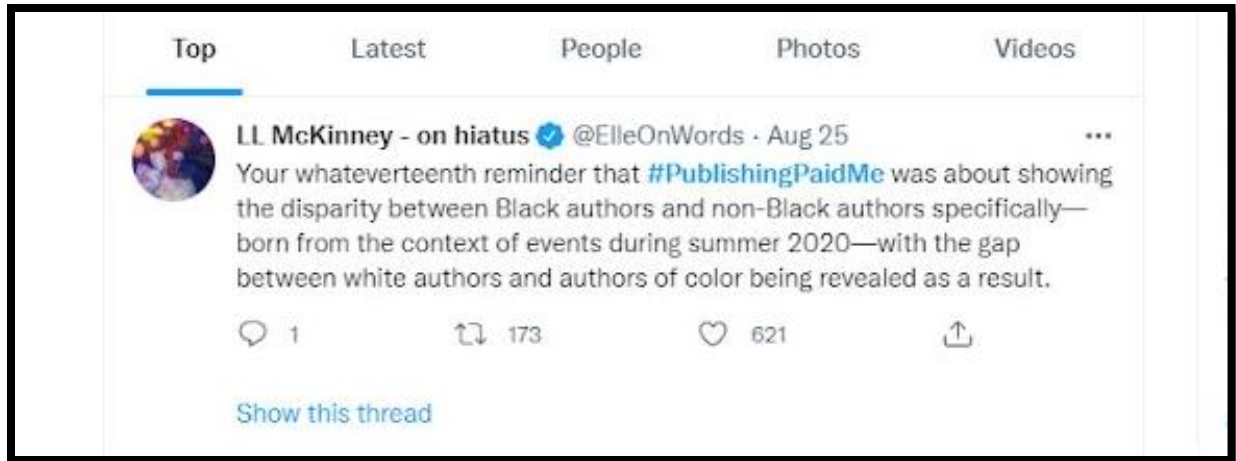 Top Latest People Photos Videos
LL McKinney - on hiatus @ElleOnWords · Aug 25
Your whateverteenth reminder that #PublishingPaidMe was about showing
the disparity between Black authors and non-Black authors specifically—
born from the context of events during summer 2020—with the gap
between white authors and authors of color being revealed as a result.
1 173 621
Show this thread